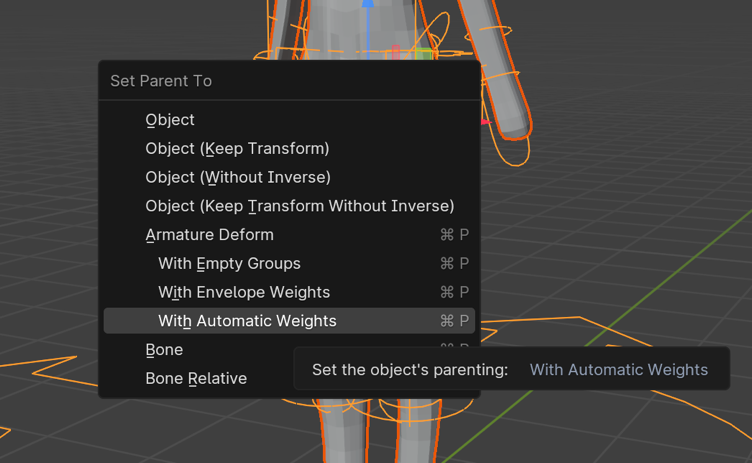 Set Parent To
Object
Object (Keep Transform)
Object (Without Inverse)
Object (Keep Transform Without Inverse)
Armature Deform ⌘ P
With Empty Groups ⌘ P
With Envelope Weights ⌘ P
With Automatic Weights ⌘ P
Bone
Set the object's parenting: With Automatic Weights
Bone Relative